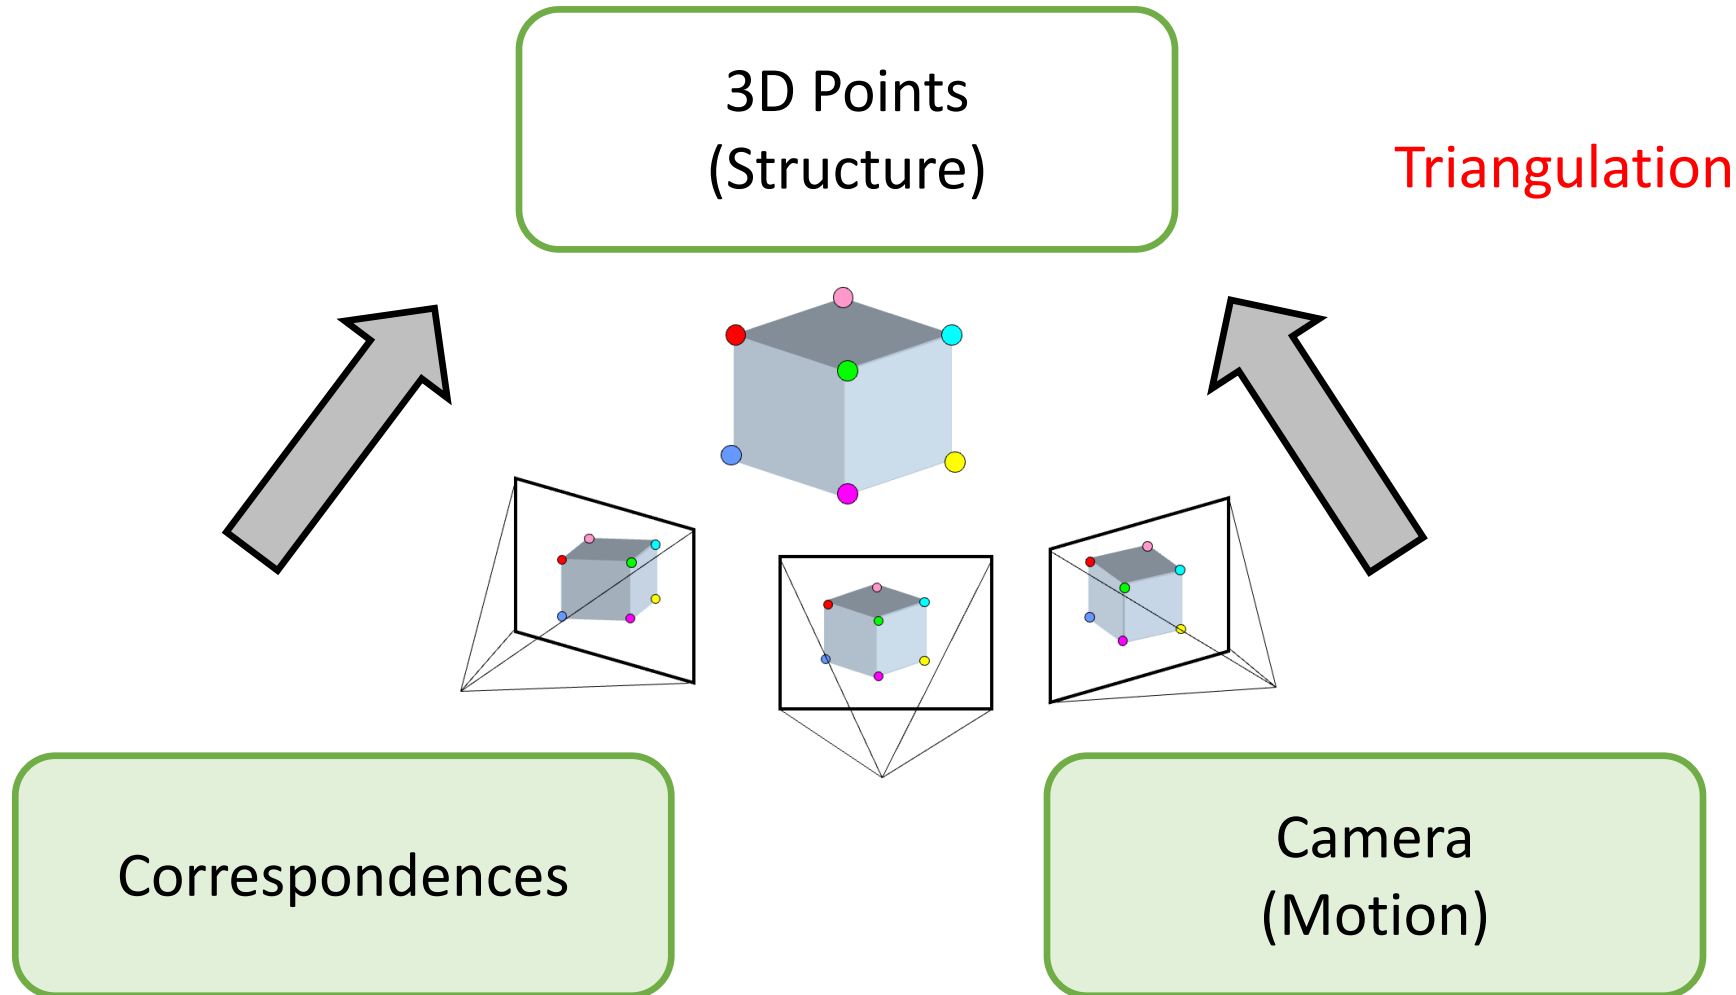 3D Points
(Structure)
Triangulation
Correspondences
Camera
(Motion)